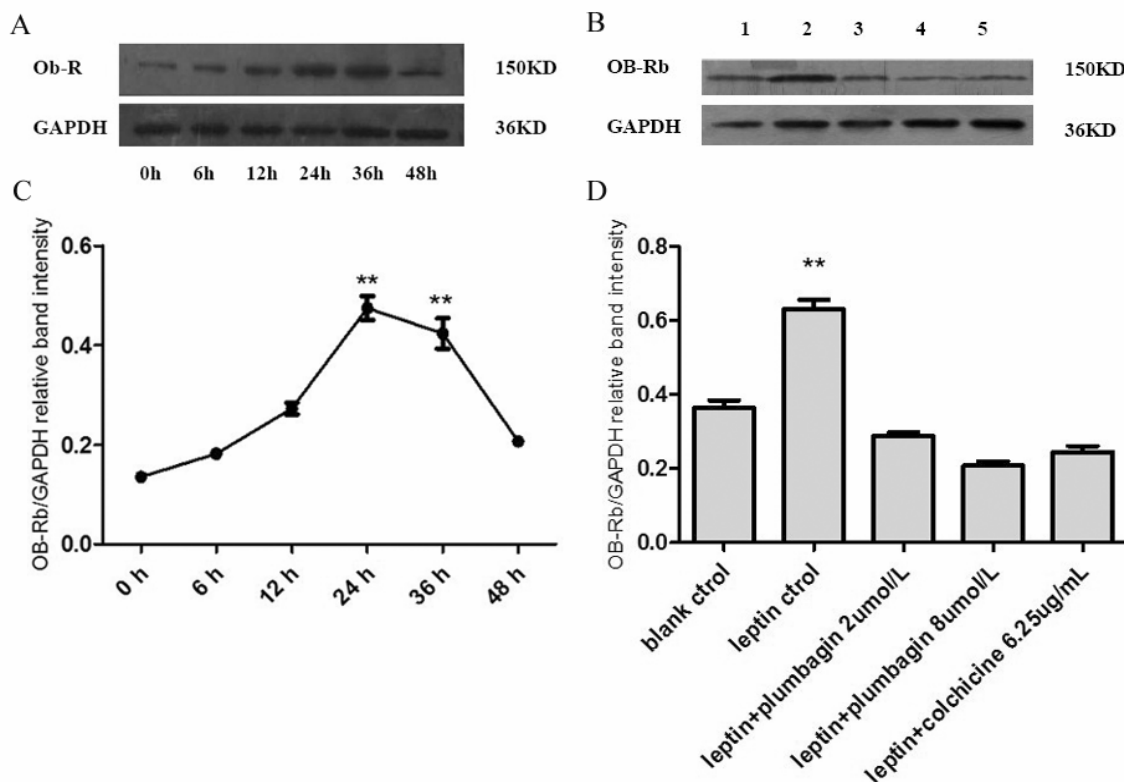 A
Ob-R 150KD
GAPDH 36KD
0h 6h 12h 24h 36h 48h
B
1 2 3 4 5
OB-Rb 150KD
GAPDH 36KD
C
OB-Rb/GAPDH relative band intensity
0.6
0.4
0.2
0.0
** **
0 h 6 h 12 h 24 h 36 h 48 h
D
OB-Rb/GAPDH relative band intensity
0.8
0.6
0.4
0.2
0.0
**
blank ctrol
leptin ctrol
leptin+plumbagin 2umol/L
leptin+plumbagin 8umol/L
leptin+colchicine 6.25ug/mL